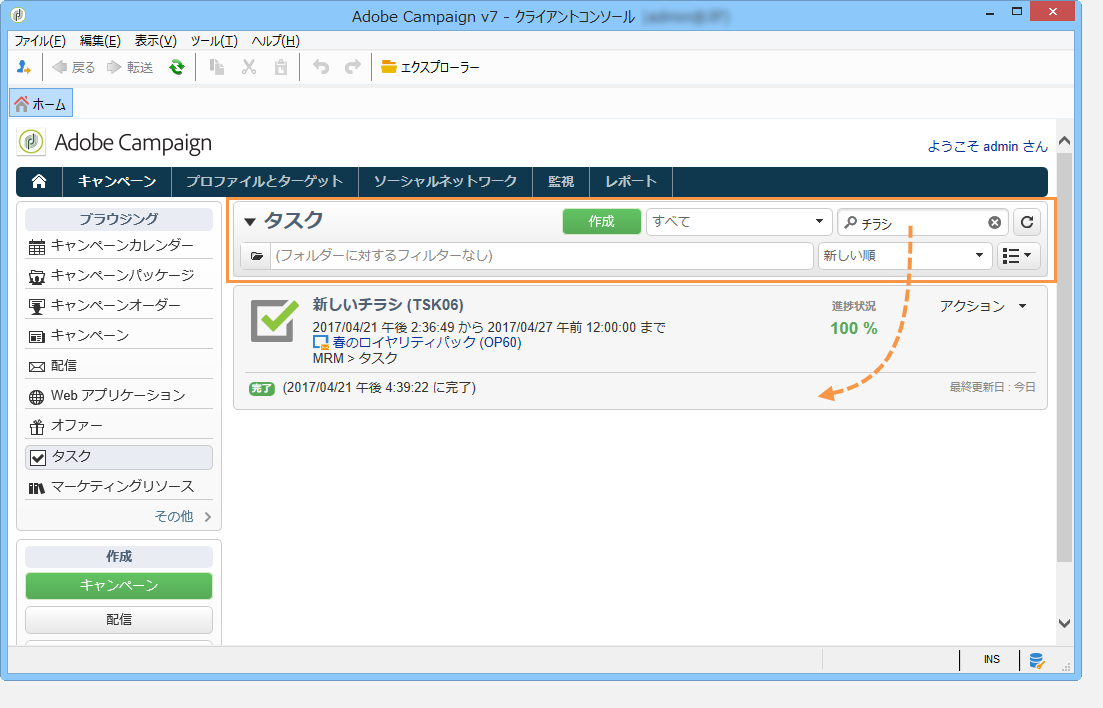 Adobe Campaign v7 - クライアントコンソール
ファイル(F) 編集(E) 表示(V) ツール(T) ヘルプ(H)
戻る 転送 エクスプローラー
ホーム
Adobe Campaign
ようこそ admin さん
キャンペーン プロファイルとターゲット ソーシャルネットワーク 監視 レポート
ブラウジング
キャンペーンカレンダー
キャンペーンパッケージ
キャンペーンオーダー
キャンペーン
配信
Web アプリケーション
オファー
タスク
マーケティングリソース
その他
作成
キャンペーン
配信
タスク 作成 すべて チラシ
(フォルダーに対するフィルターなし) 新しい順
新しいチラシ (TSK06) 進捗状況 アクション
2017/04/21 午後 2:36:49 から 2017/04/27 午前 12:00:00 まで 100 %
春のロイヤリティパック (OP60)
MRM > タスク
完了 (2017/04/21 午後 4:39:22 に完了) 最終更新日 : 今日
INS